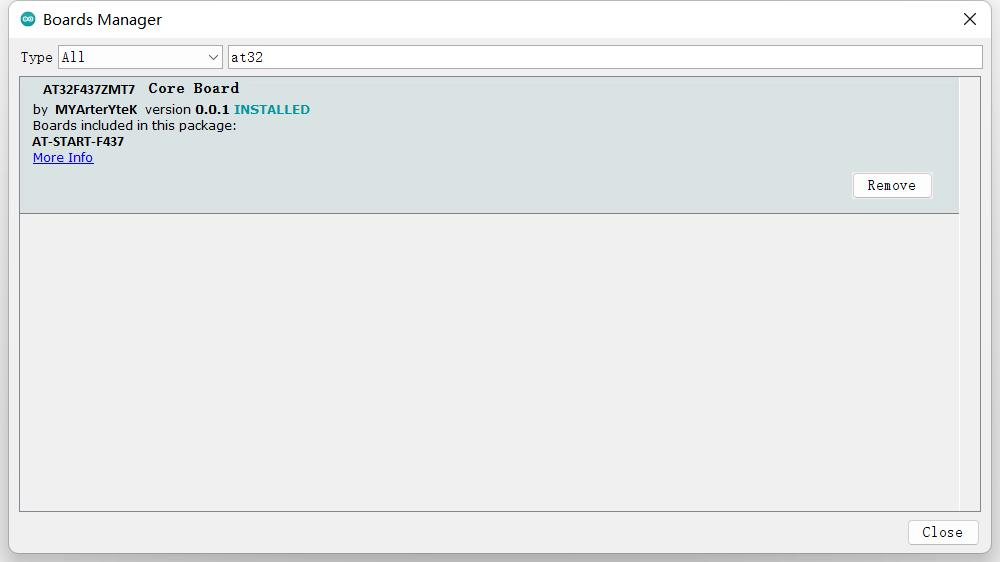 Boards Manager
Type All at32
AT32F437ZMT7 Core Board
by MYArterYteK version 0.0.1 INSTALLED
Boards included in this package:
AT-START-F437
More Info
Remove
Close